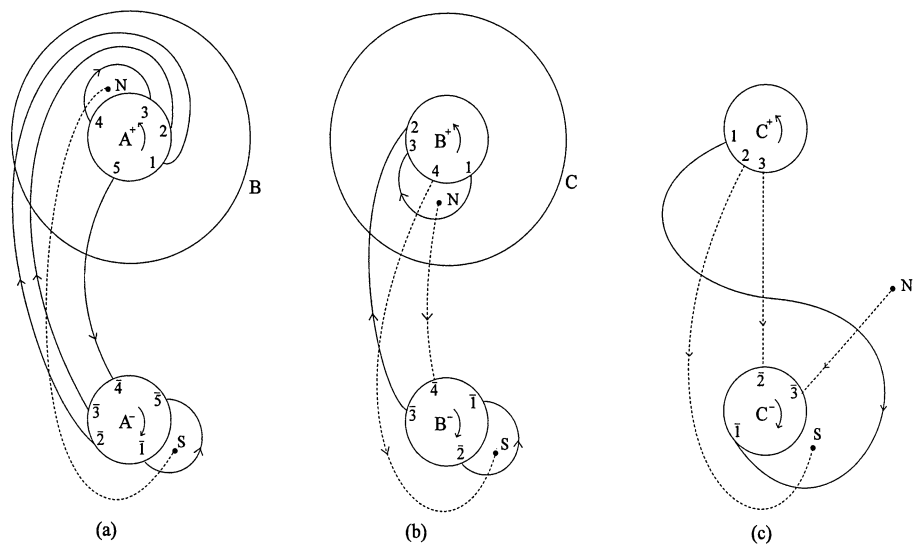 N
4 3
A⁺ 2
5 1
B
4̄
3̄ 5̄
A⁻
2̄ 1̄ S
(a)
2
3 B⁺
4 1
N
C
4̄
3̄ B⁻ 1̄
2̄ S
(b)
C⁺
1
2 3
N
2̄
C⁻ 3̄
1̄ S
(c)